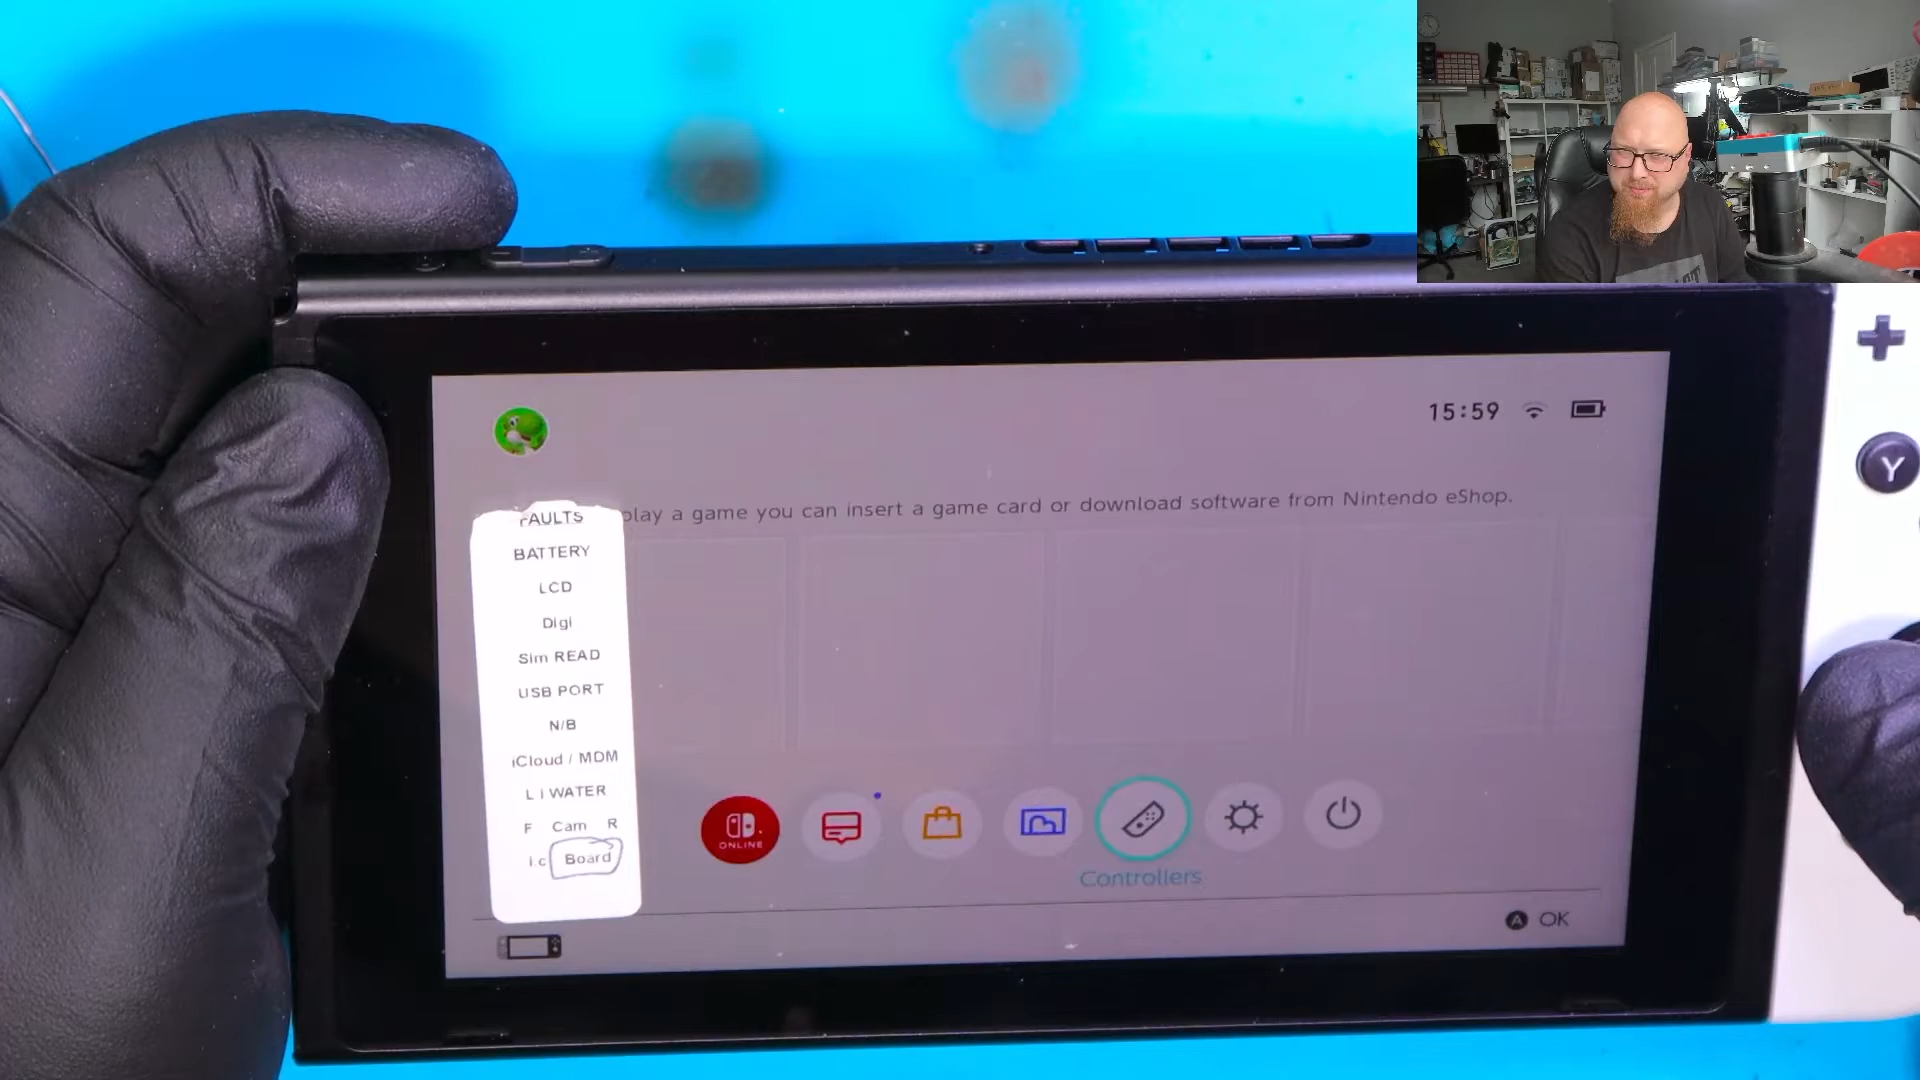 15:59
play a game you can insert a game card or download software from Nintendo eShop.
FAULTS
BATTERY
LCD
Digi
Sim READ
USB PORT
N/B
iCloud / MDM
L i WATER
F Cam R
i.c Board
ONLINE
Controllers
A OK
Y